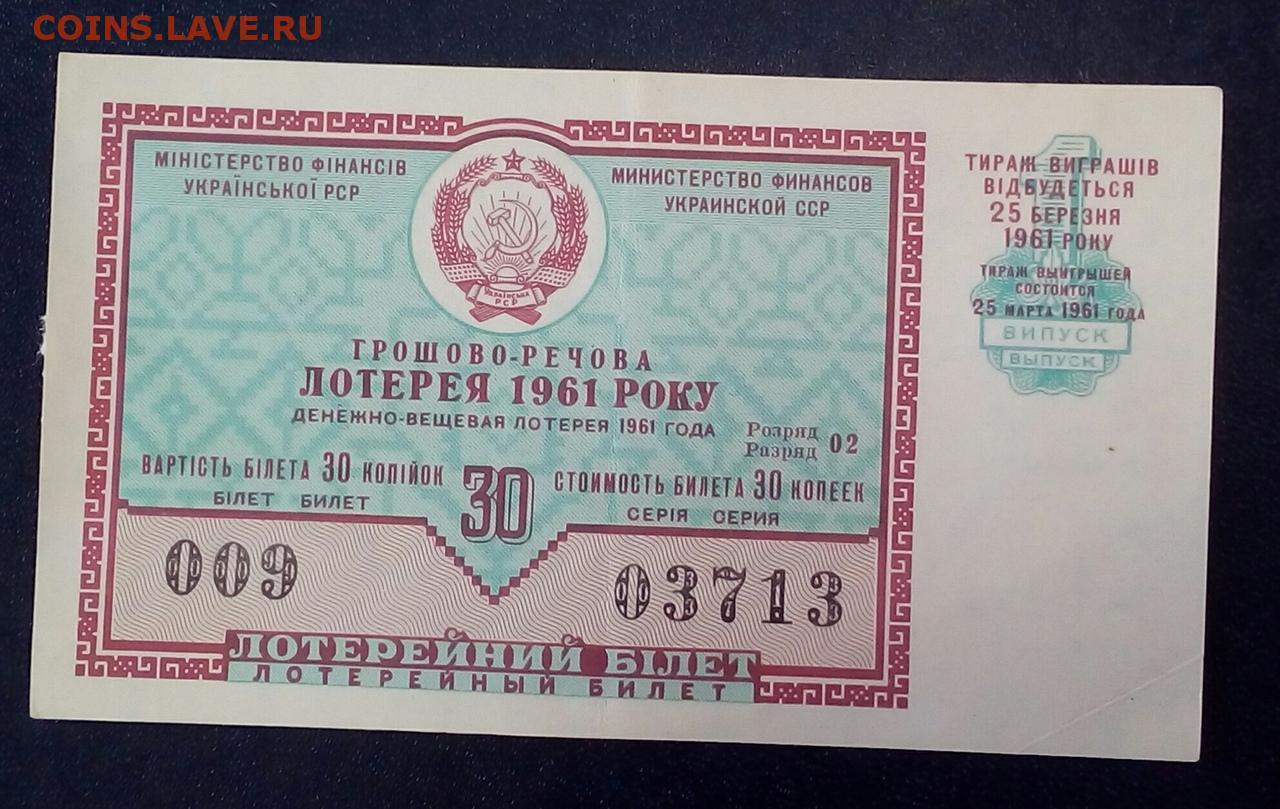 COINS.LAVE.RU
МІНІСТЕРСТВО ФІНАНСІВ
УКРАЇНСЬКОЇ РСР
МИНИСТЕРСТВО ФИНАНСОВ
УКРАИНСКОЙ ССР
УКРАЇНСЬКА
РСР
ГРОШОВО-РЕЧОВА
ЛОТЕРЕЯ 1961 РОКУ
ДЕНЕЖНО-ВЕЩЕВАЯ ЛОТЕРЕЯ 1961 ГОДА
Розряд
Разряд 02
ВАРТІСТЬ БІЛЕТА 30 КОПІЙОК
БІЛЕТ БИЛЕТ
30
СТОИМОСТЬ БИЛЕТА 30 КОПЕЕК
СЕРІЯ СЕРИЯ
009
03713
ЛОТЕРЕЙНИЙ БІЛЕТ
ЛОТЕРЕЙНЫЙ БИЛЕТ
1
ТИРАЖ ВИГРАШІВ
ВІДБУДЕТЬСЯ
25 БЕРЕЗНЯ
1961 РОКУ
ТИРАЖ ВЫИГРЫШЕЙ
СОСТОИТСЯ
25 МАРТА 1961 ГОДА
ВИПУСК
ВЫПУСК